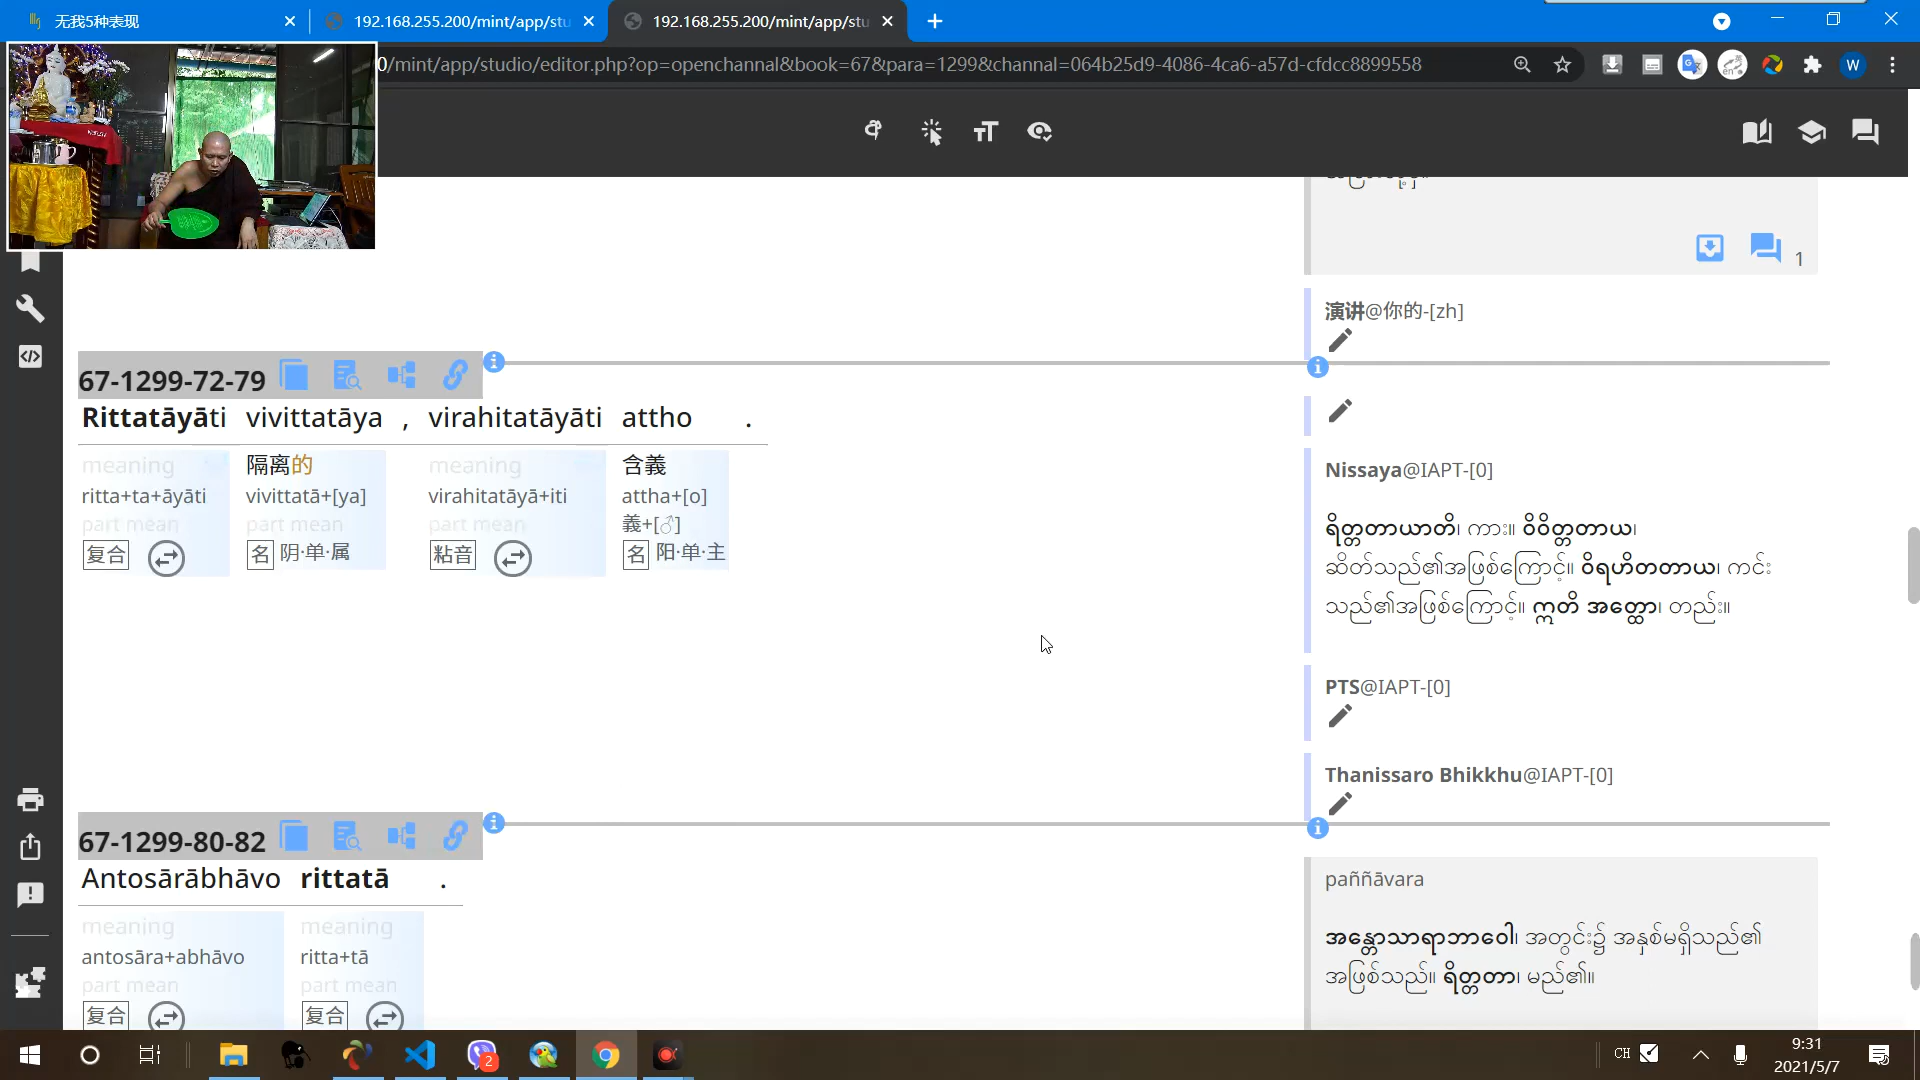 无我5种表现
192.168.255.200/mint/app/stu
192.168.255.200/mint/app/stu
0/mint/app/studio/editor.php?op=openchannal&book=67&para=1299&channal=064b25d9-4086-4ca6-a57d-cfdcc8899558
W
1
演讲@你的-[zh]
67-1299-72-79
Rittatāyāti vivittatāya , virahitatāyāti attho .
meaning 隔离的 meaning 含義
ritta+ta+āyāti vivittatā+[ya] virahitatāyā+iti attha+[o]
part mean part mean part mean 義+[♂]
复合 名 阴·单·属 粘音 名 阳·单·主
Nissaya@IAPT-[0]
ရိတ္တတာယာတိ၊ ကား။ ဝိဝိတ္တတာယ၊
ဆိတ်သည်၏အဖြစ်ကြောင့်။ ဝိရဟိတတာယ၊ ကင်း
သည်၏အဖြစ်ကြောင့်။ ဣတိ အတ္ထော၊ တည်း။
PTS@IAPT-[0]
Thanissaro Bhikkhu@IAPT-[0]
67-1299-80-82
Antosārābhāvo rittatā .
meaning meaning
antosāra+abhāvo ritta+tā
part mean part mean
复合 复合
paññāvara
အန္တောသာရာဘာဝေါ၊ အတွင်း၌ အနှစ်မရှိသည်၏
အဖြစ်သည်။ ရိတ္တတာ၊ မည်၏။
2
CH
9:31
2021/5/7